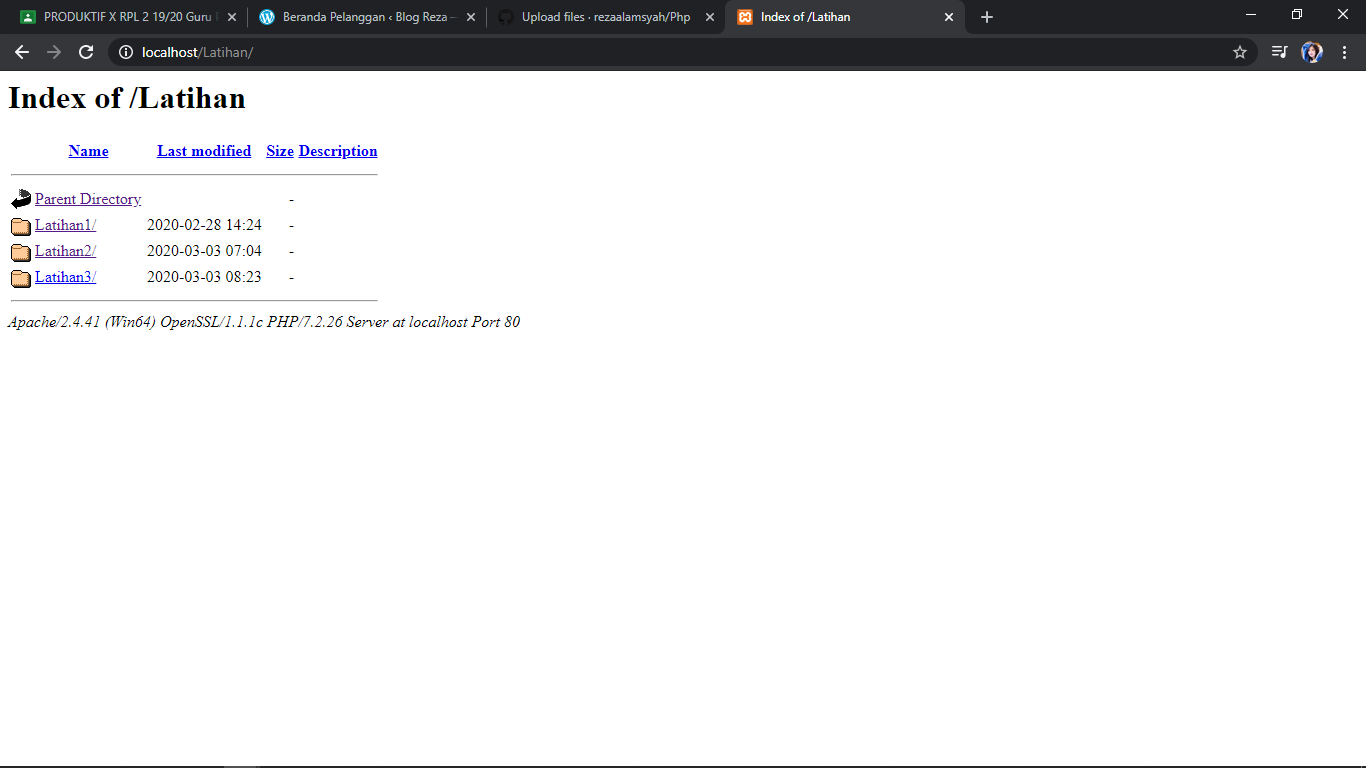 PRODUKTIF X RPL 2 19/20 Guru
Beranda Pelanggan ‹ Blog Reza —
Upload files · rezaalamsyah/Php
Index of /Latihan
localhost/Latihan/
Index of /Latihan
Name Last modified Size Description
Parent Directory -
Latihan1/ 2020-02-28 14:24 -
Latihan2/ 2020-03-03 07:04 -
Latihan3/ 2020-03-03 08:23 -
Apache/2.4.41 (Win64) OpenSSL/1.1.1c PHP/7.2.26 Server at localhost Port 80